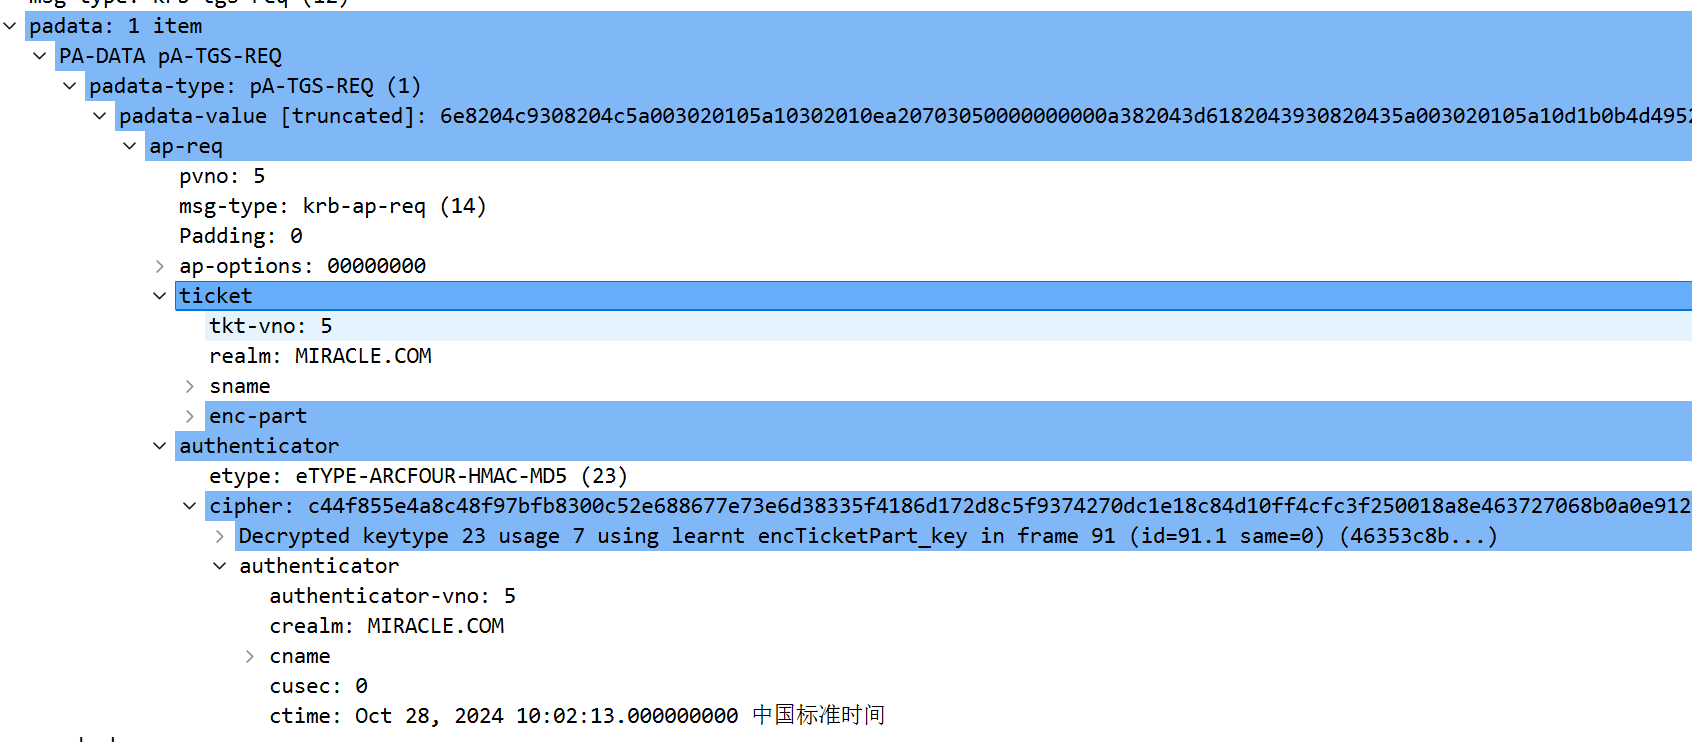 msg-type: krb-tgs-req (12)
padata: 1 item
PA-DATA pA-TGS-REQ
padata-type: pA-TGS-REQ (1)
padata-value [truncated]: 6e8204c9308204c5a003020105a10302010ea20703050000000000a382043d6182043930820435a003020105a10d1b0b4d4952
ap-req
pvno: 5
msg-type: krb-ap-req (14)
Padding: 0
ap-options: 00000000
ticket
tkt-vno: 5
realm: MIRACLE.COM
sname
enc-part
authenticator
etype: eTYPE-ARCFOUR-HMAC-MD5 (23)
cipher: c44f855e4a8c48f97bfb8300c52e688677e73e6d38335f4186d172d8c5f9374270dc1e18c84d10ff4cfc3f250018a8e463727068b0a0e912
Decrypted keytype 23 usage 7 using learnt encTicketPart_key in frame 91 (id=91.1 same=0) (46353c8b...)
authenticator
authenticator-vno: 5
crealm: MIRACLE.COM
cname
cusec: 0
ctime: Oct 28, 2024 10:02:13.000000000 中国标准时间